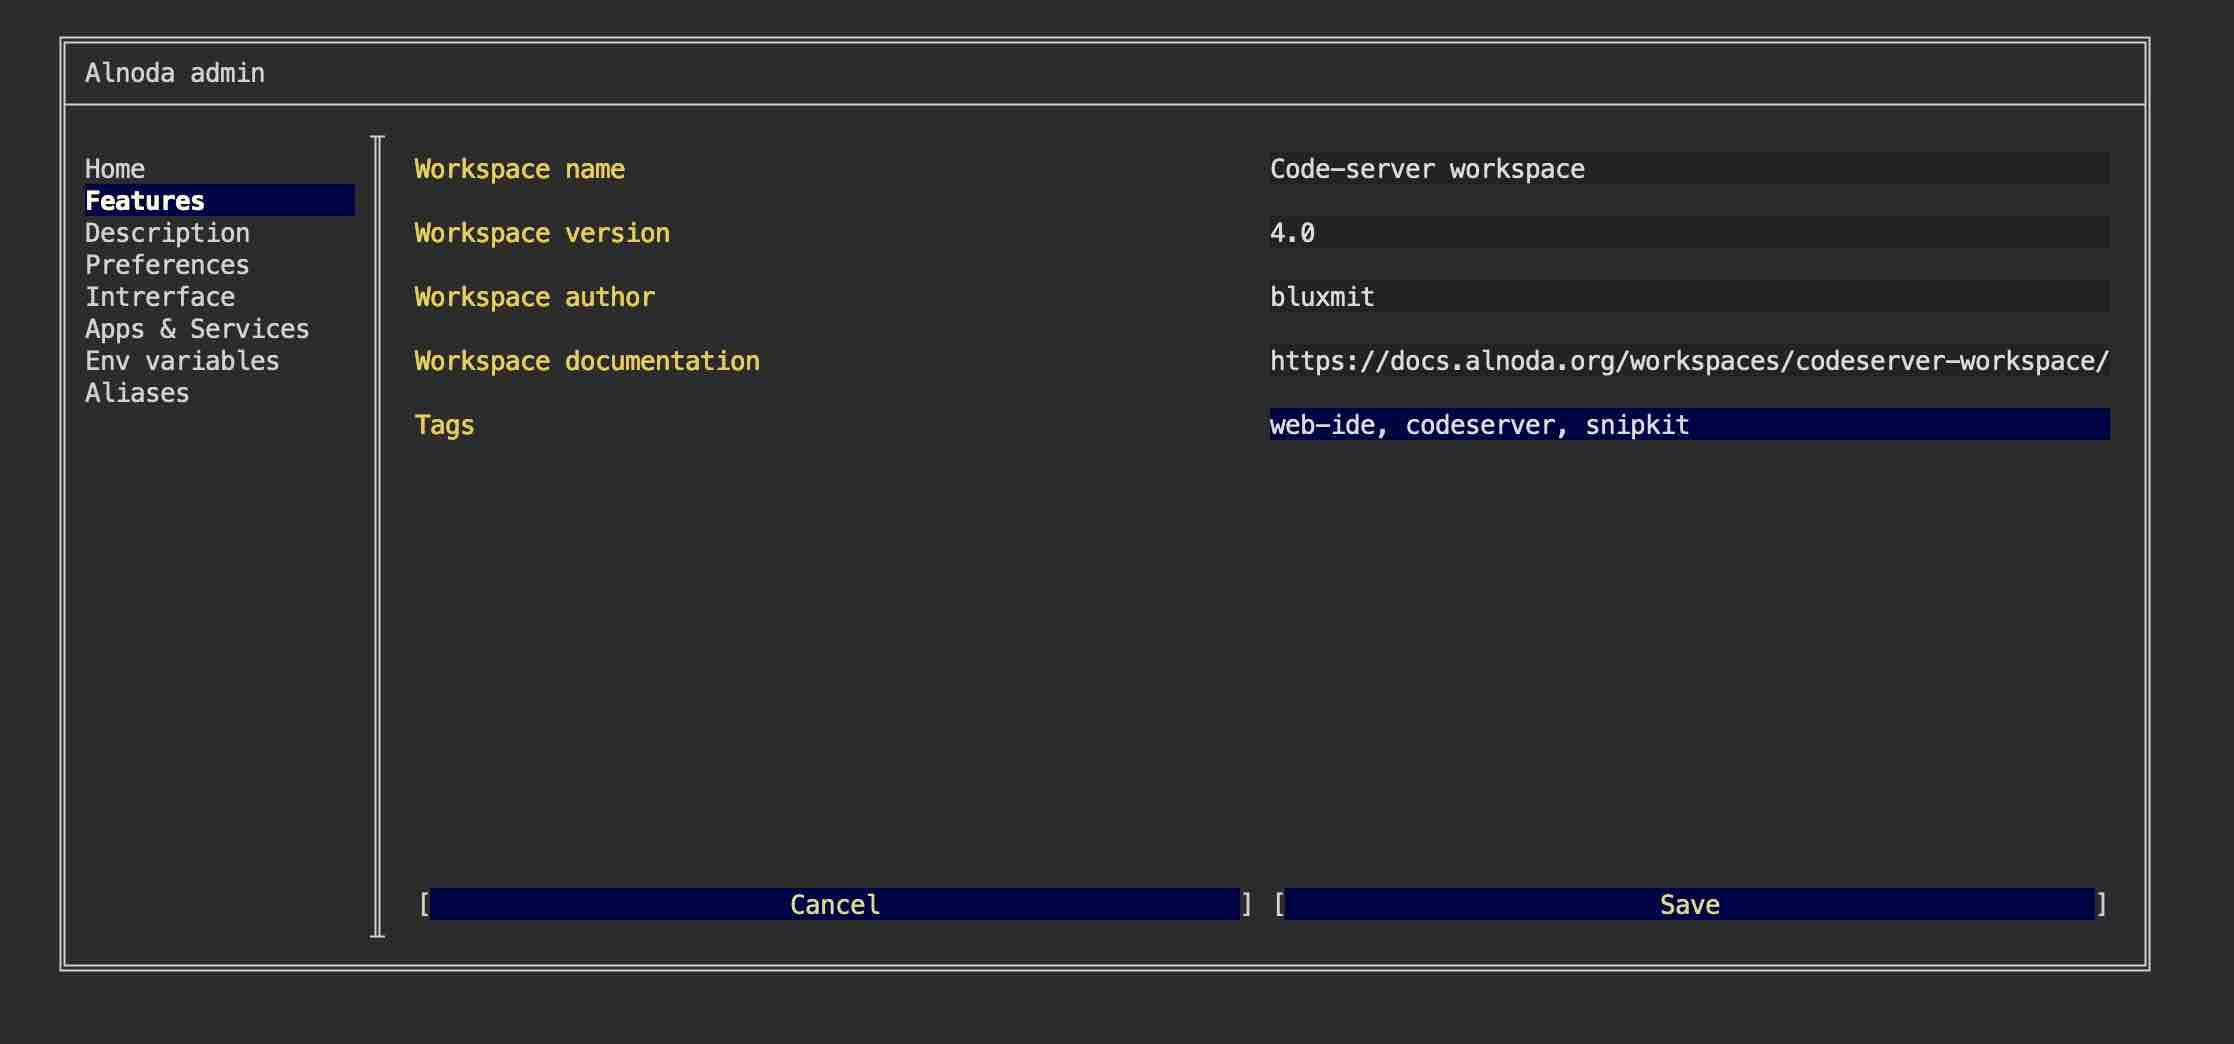 Alnoda admin
Home
Features
Description
Preferences
Intrerface
Apps & Services
Env variables
Aliases
Workspace name Code-server workspace
Workspace version 4.0
Workspace author bluxmit
Workspace documentation https://docs.alnoda.org/workspaces/codeserver-workspace/
Tags web-ide, codeserver, snipkit
[ Cancel ] [ Save ]